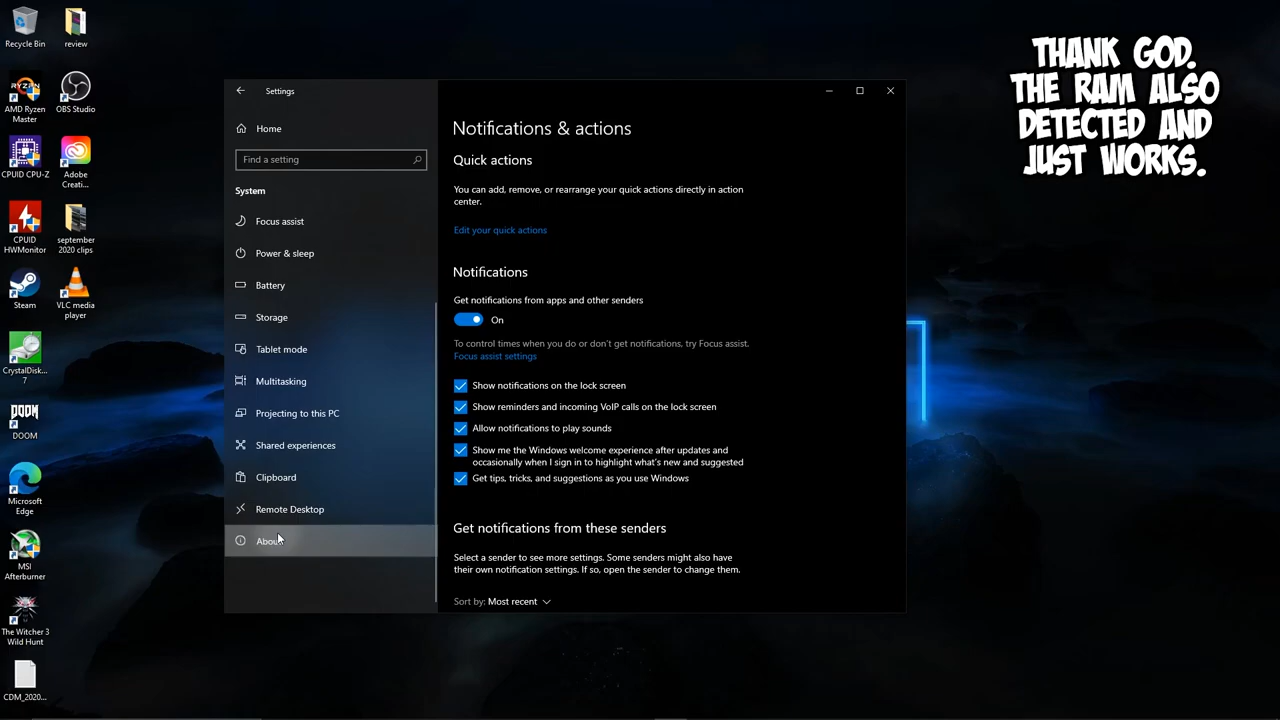 Recycle Bin
review
AMD Ryzen
Master
OBS Studio
CPUID CPU-Z
Adobe
Creati...
CPUID
HWMonitor
september
2020 clips
Steam
VLC media
player
CrystalDisk...
7
DOOM
Microsoft
Edge
MSI
Afterburner
The Witcher 3
Wild Hunt
CDM_2020...
Settings
Home
Find a setting
System
Focus assist
Power & sleep
Battery
Storage
Tablet mode
Multitasking
Projecting to this PC
Shared experiences
Clipboard
Remote Desktop
About
Notifications & actions
Quick actions
You can add, remove, or rearrange your quick actions directly in action
center.
Edit your quick actions
Notifications
Get notifications from apps and other senders
On
To control times when you do or don't get notifications, try Focus assist.
Focus assist settings
Show notifications on the lock screen
Show reminders and incoming VoIP calls on the lock screen
Allow notifications to play sounds
Show me the Windows welcome experience after updates and
occasionally when I sign in to highlight what's new and suggested
Get tips, tricks, and suggestions as you use Windows
Get notifications from these senders
Select a sender to see more settings. Some senders might also have
their own notification settings. If so, open the sender to change them.
Sort by: Most recent
THANK GOD.
THE RAM ALSO
DETECTED AND
JUST WORKS.